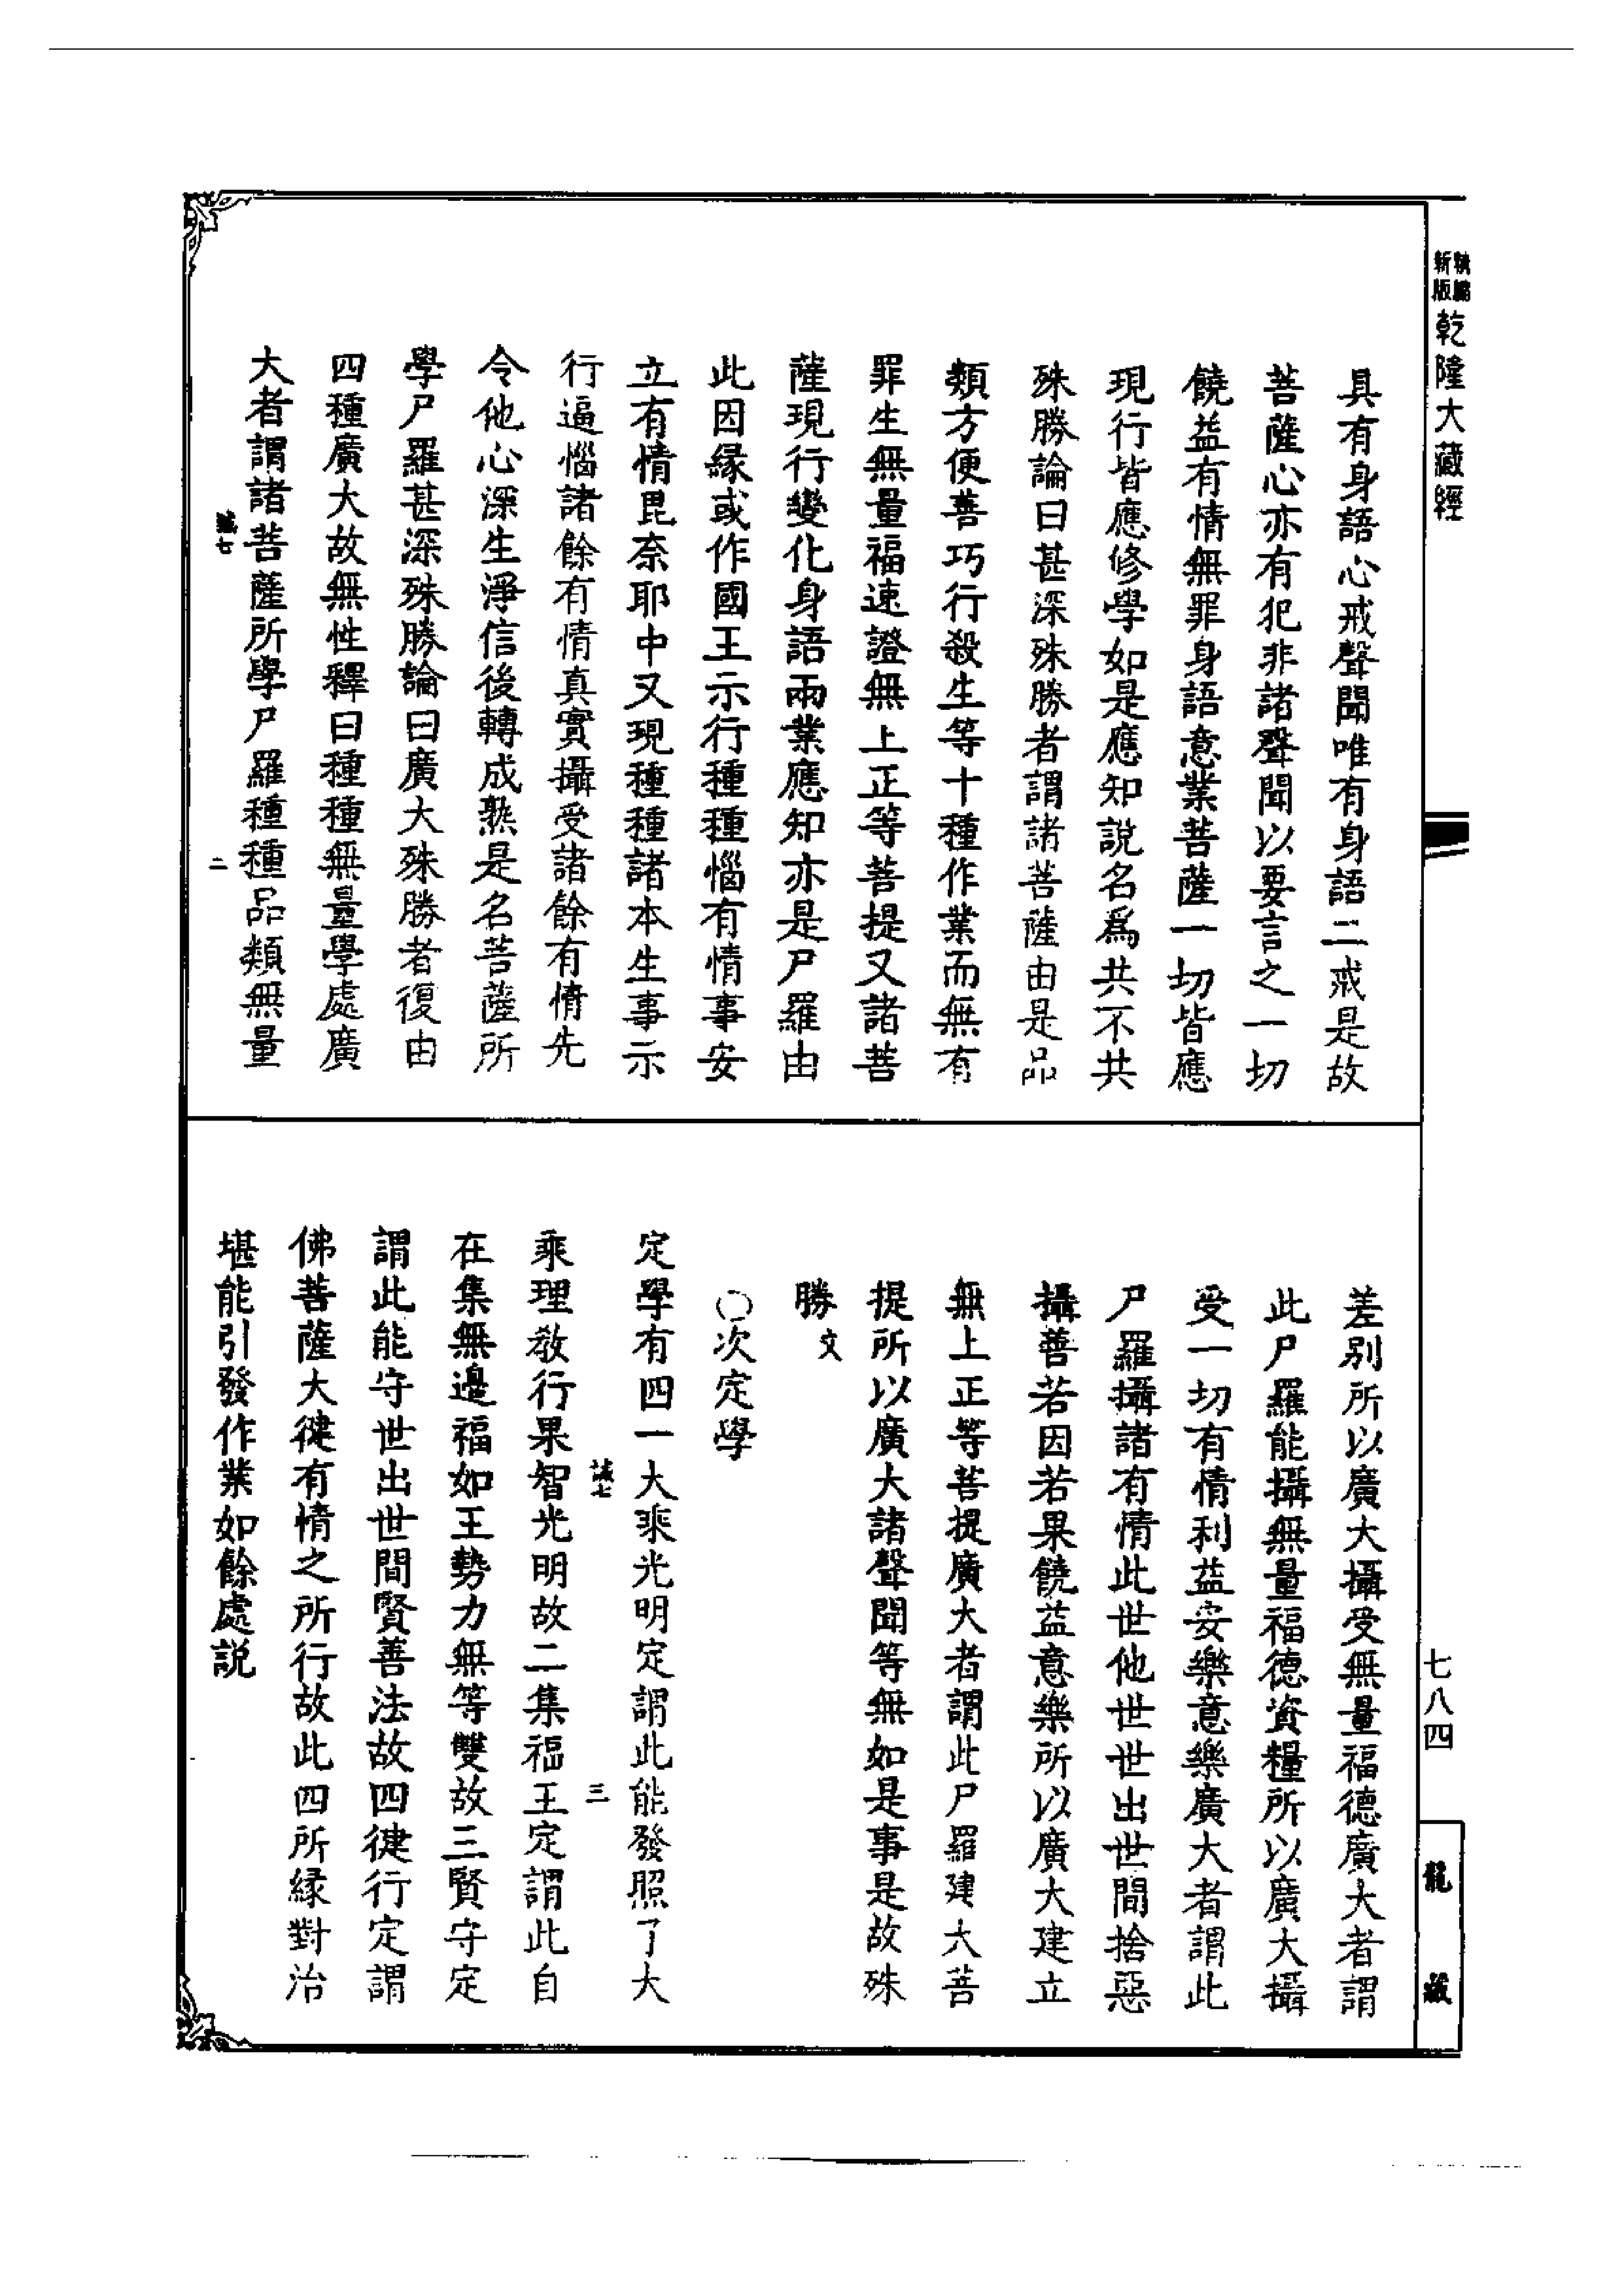 新編縮版乾隆大藏經
具有身語心戒聲聞唯有身語二戒是故
菩薩心亦有犯非諸聲聞以要言之一切
饒益有情無罪身語意業菩薩一切皆應
現行皆應修學如是應知說名爲共不共
殊勝論曰甚深殊勝者謂諸菩薩由是品
類方便善巧行殺生等十種作業而無有
罪生無量福速證無上正等菩提又諸菩
薩現行變化身語兩業應知亦是尸羅由
此因緣或作國王示行種種惱有情事安
立有情毘奈耶中又現種種諸本生事示
行逼惱諸餘有情真實攝受諸餘有情先
令他心深生淨信後轉成熟是名菩薩所
學尸羅甚深殊勝論曰廣大殊勝者復由
四種廣大故無性釋曰種種無量學處廣
大者謂諸菩薩所學尸羅種種品類無量
誠七 二
差別所以廣大攝受無量福德廣大者謂
此尸羅能攝無量福德資糧所以廣大攝
受一切有情利益安樂意樂廣大者謂此
尸羅攝諸有情此世他世世出世間捨惡
攝善若因若果饒益意樂所以廣大建立
無上正等菩提廣大者謂此尸羅建大菩
提所以廣大諸聲聞等無如是事是故殊
勝文
○次定學
定學有四一大乘光明定謂此能發照了大
誠七 三
乘理教行果智光明故二集福王定謂此自
在集無邊福如王勢力無等雙故三賢守定
謂此能守世出世間賢善法故四健行定謂
佛菩薩大健有情之所行故此四所緣對治
堪能引發作業如餘處説
七八四
龍藏